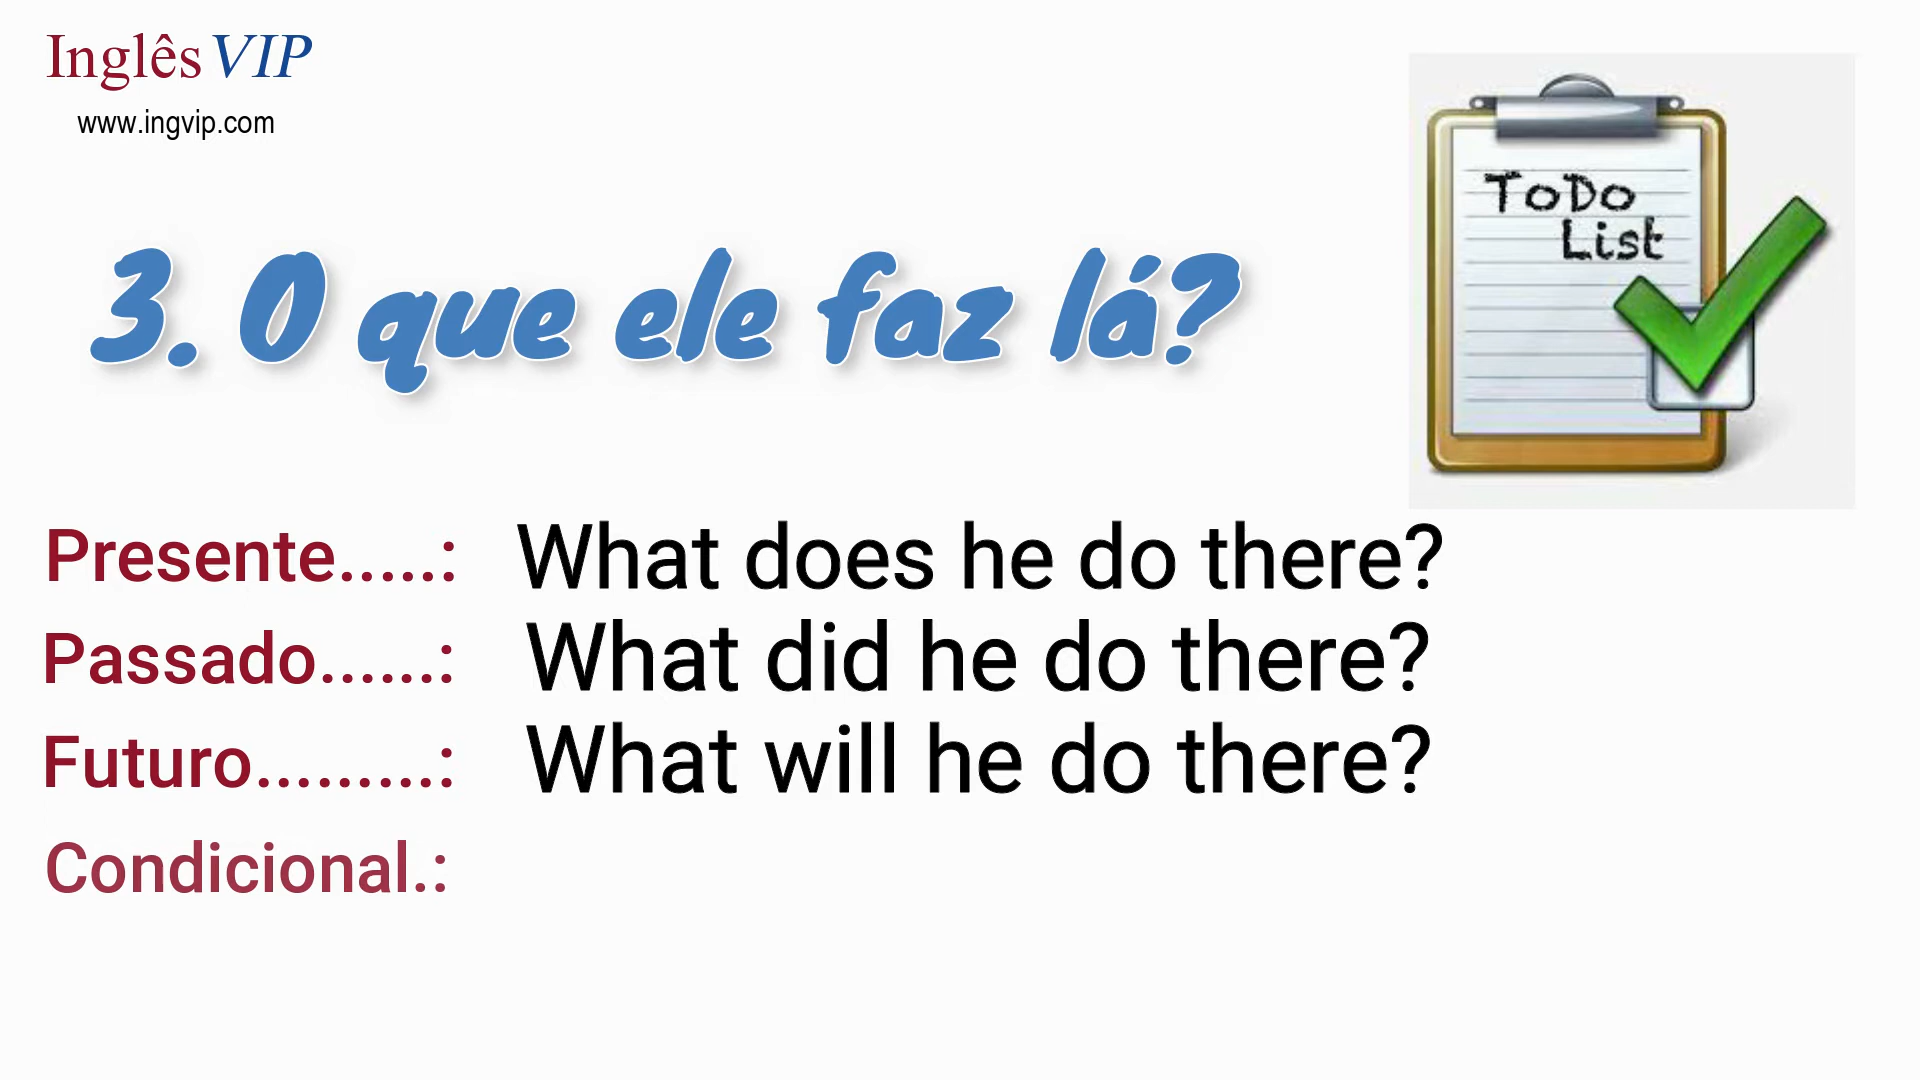 Inglês VIP
www.ingvip.com
ToDo
List
3. O que ele faz lá?
Presente.....: What does he do there?
Passado......: What did he do there?
Futuro.........: What will he do there?
Condicional.: